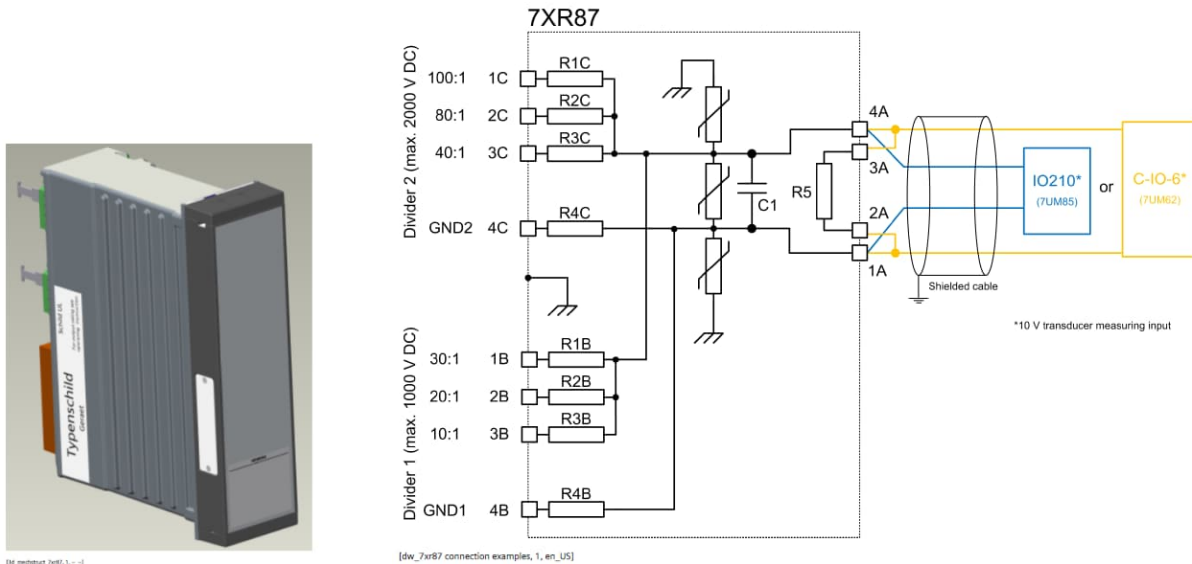 7XR87
Divider 2 (max. 2000 V DC)
100:1 1C R1C
80:1 2C R2C
40:1 3C R3C
GND2 4C R4C
C1
R5
4A
3A
2A
1A
IO210*
(7UM85)
or
C-IO-6*
(7UM62)
Shielded cable
*10 V transducer measuring input
Divider 1 (max. 1000 V DC)
30:1 1B R1B
20:1 2B R2B
10:1 3B R3B
GND1 4B R4B
[dw_7xr87 connection examples, 1, en_US]
Typenschild
Geraet
Schild UL